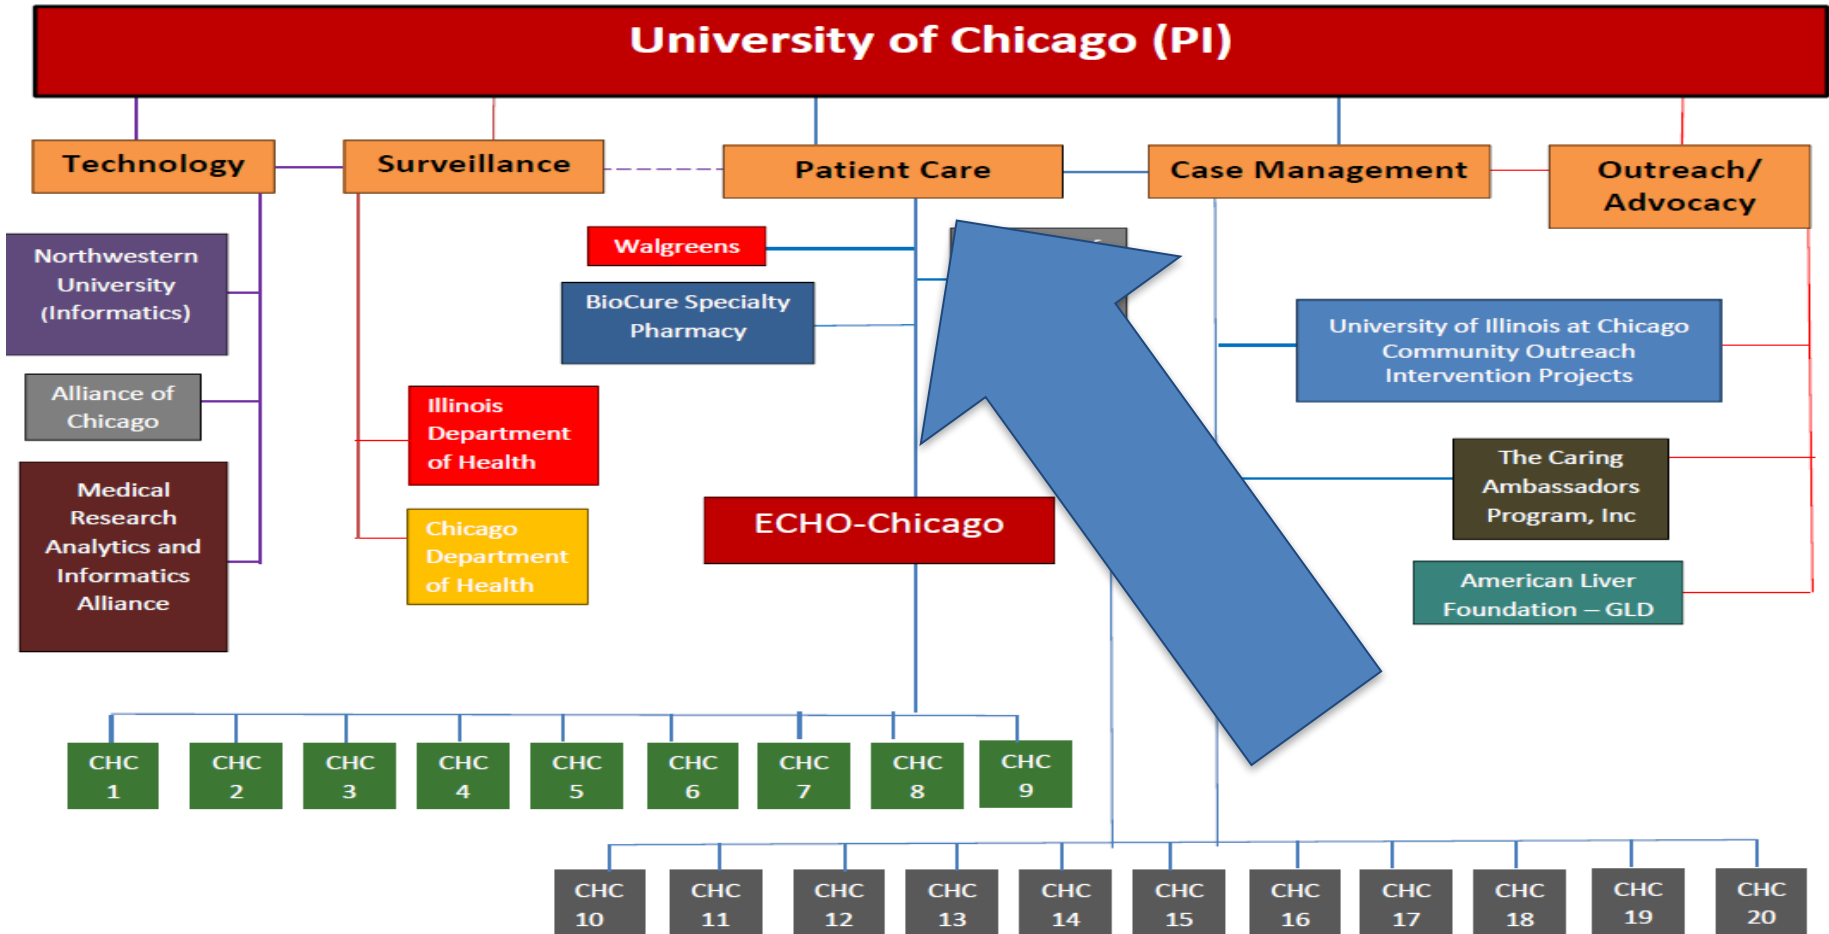 University of Chicago (PI)
Technology
Surveillance
Patient Care
Case Management
Outreach/
Advocacy
Northwestern
University
(Informatics)
Alliance of
Chicago
Medical
Research
Analytics and
Informatics
Alliance
Illinois
Department
of Health
Chicago
Department
of Health
Walgreens
BioCure Specialty
Pharmacy
ECHO-Chicago
University of Illinois at Chicago
Community Outreach
Intervention Projects
The Caring
Ambassadors
Program, Inc
American Liver
Foundation – GLD
CHC
1
CHC
2
CHC
3
CHC
4
CHC
5
CHC
6
CHC
7
CHC
8
CHC
9
CHC
10
CHC
11
CHC
12
CHC
13
CHC
14
CHC
15
CHC
16
CHC
17
CHC
18
CHC
19
CHC
20